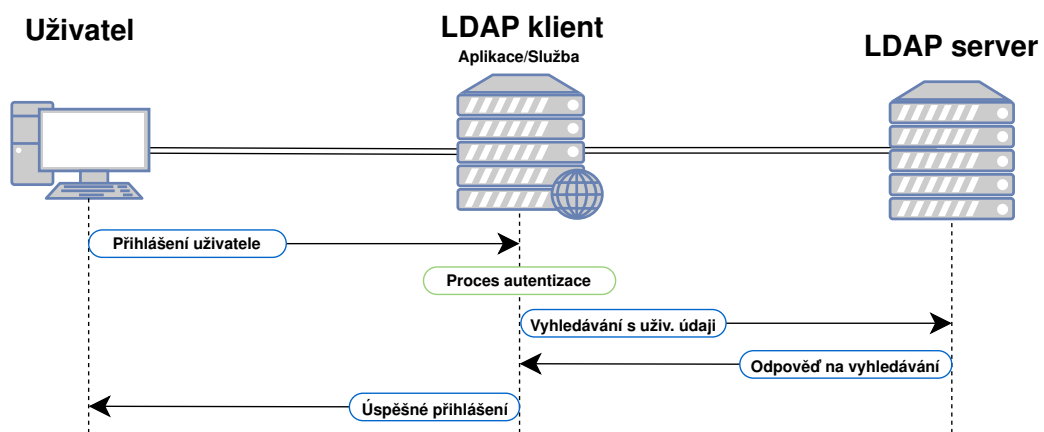 Uživatel
LDAP klient
Aplikace/Služba
LDAP server
Přihlášení uživatele
Proces autentizace
Vyhledávání s uživ. údaji
Odpověď na vyhledávání
Úspěšné přihlášení